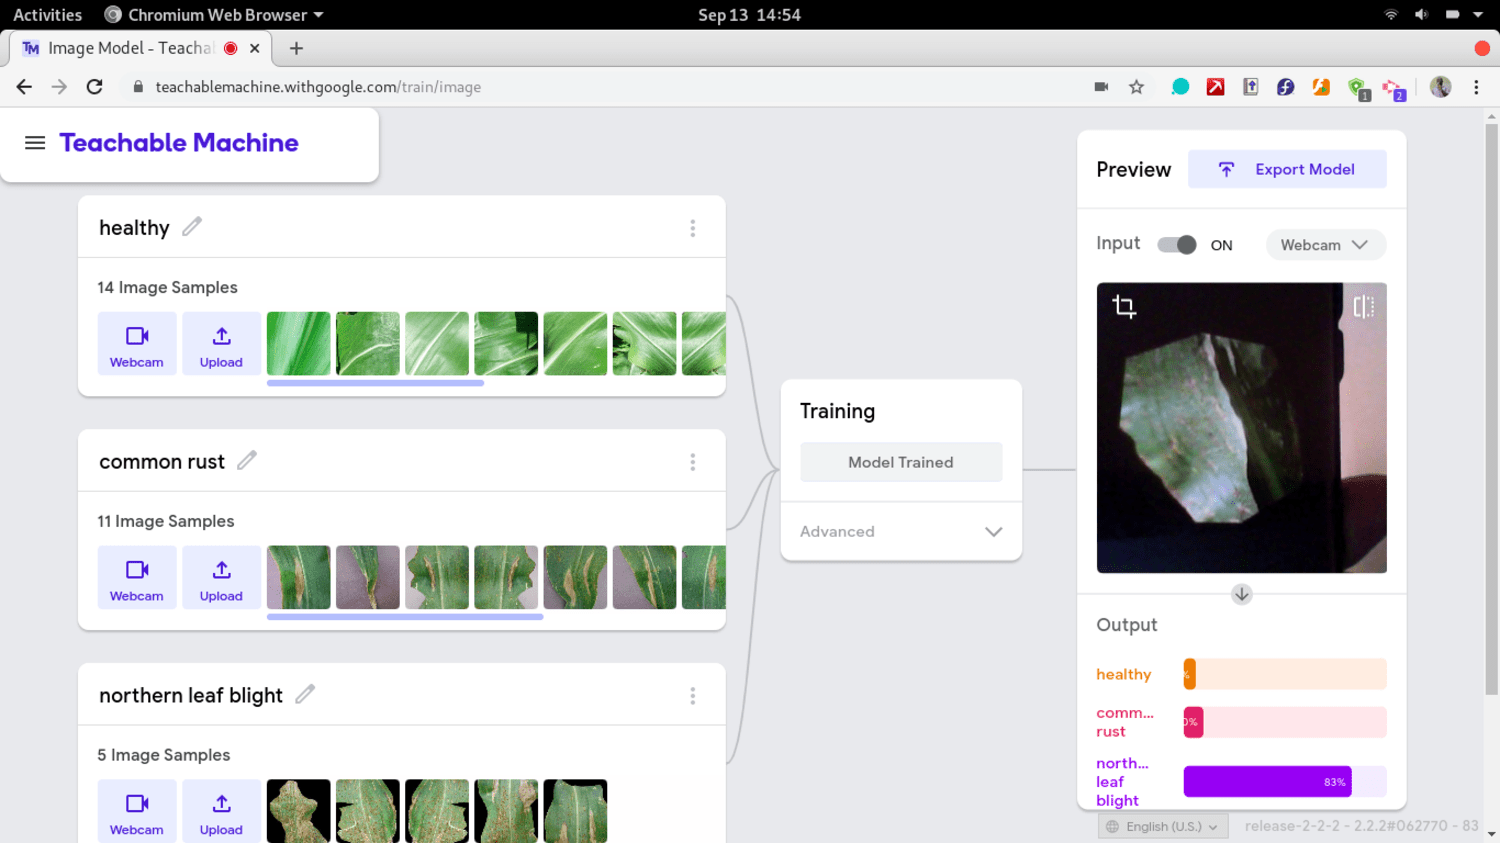 Activities Chromium Web Browser Sep 13 14:54
Image Model - Teacha
teachablemachine.withgoogle.com/train/image 1 2
Teachable Machine
healthy
14 Image Samples
Webcam Upload
common rust
11 Image Samples
Webcam Upload
northern leaf blight
5 Image Samples
Webcam Upload
Training
Model Trained
Advanced
Preview Export Model
Input ON Webcam
Output
healthy %
comm...
rust 0%
north...
leaf 83%
blight
English (U.S.) release-2-2-2 - 2.2.2#062770 - 83